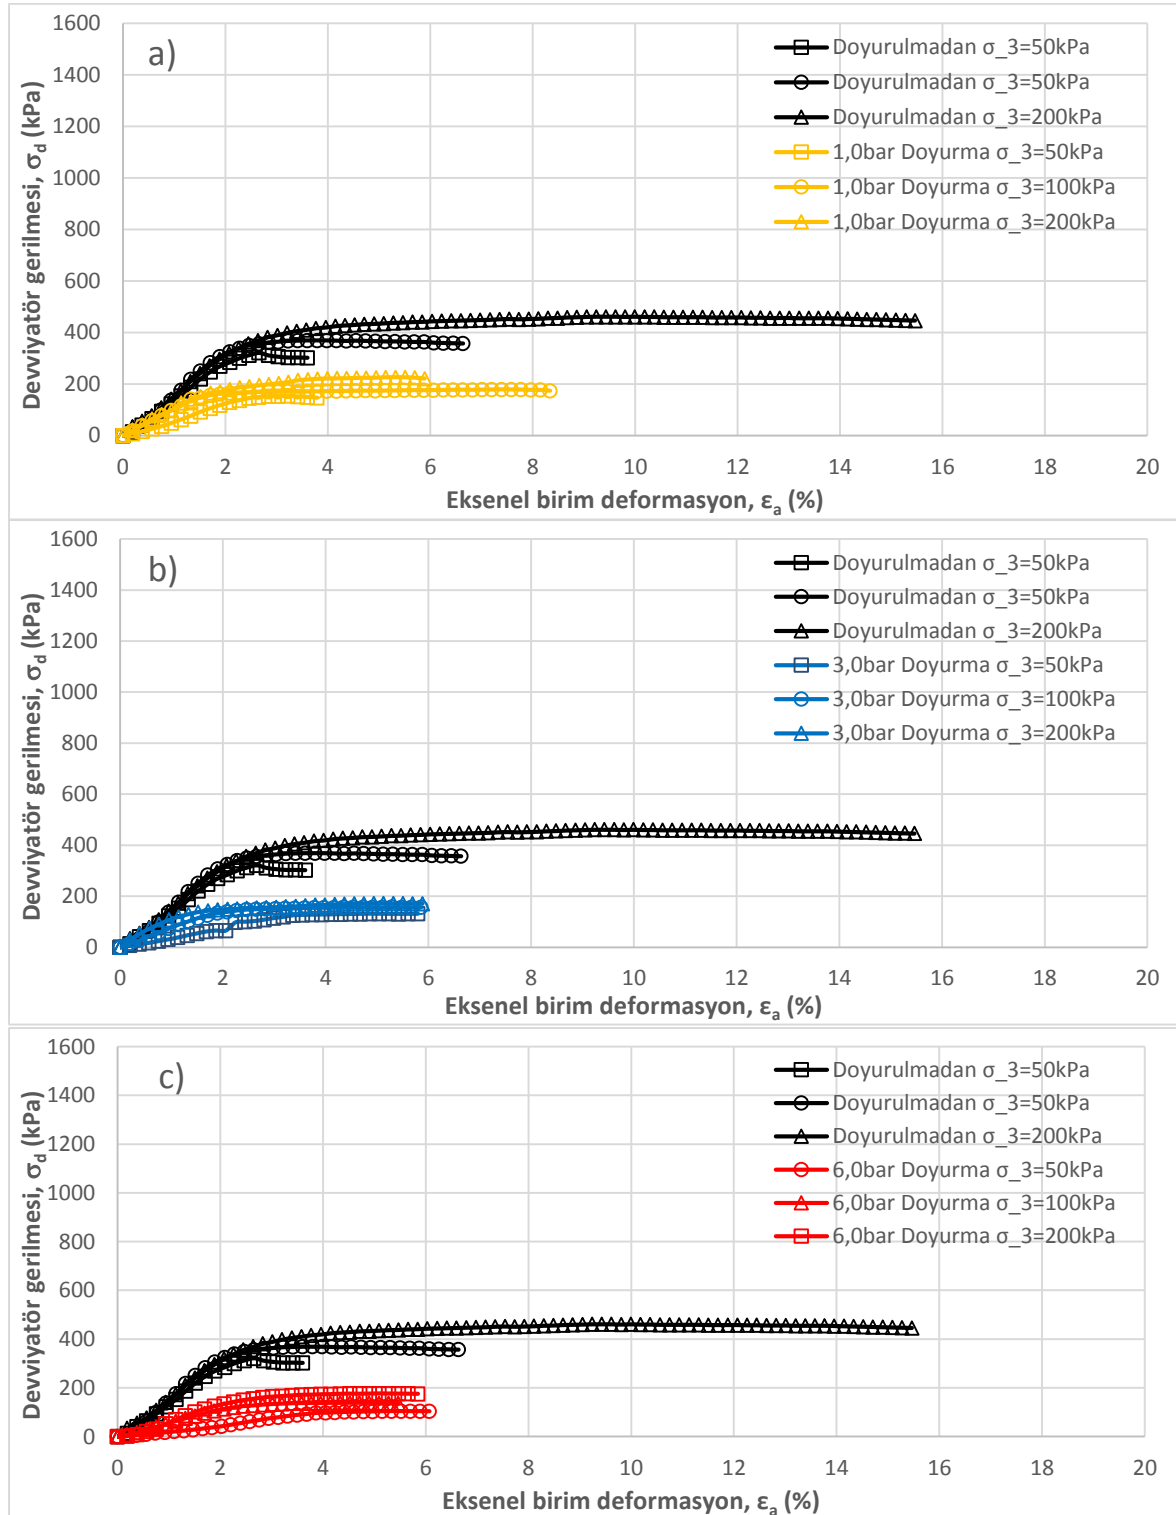 a)
1600
1400
1200
1000
800
600
400
200
0
Devviyatör gerilmesi, σd (kPa)
Doyurulmadan σ_3=50kPa
Doyurulmadan σ_3=50kPa
Doyurulmadan σ_3=200kPa
1,0bar Doyurma σ_3=50kPa
1,0bar Doyurma σ_3=100kPa
1,0bar Doyurma σ_3=200kPa
0 2 4 6 8 10 12 14 16 18 20
Eksenel birim deformasyon, εa (%)
b)
1600
1400
1200
1000
800
600
400
200
0
Devviyatör gerilmesi, σd (kPa)
Doyurulmadan σ_3=50kPa
Doyurulmadan σ_3=50kPa
Doyurulmadan σ_3=200kPa
3,0bar Doyurma σ_3=50kPa
3,0bar Doyurma σ_3=100kPa
3,0bar Doyurma σ_3=200kPa
0 2 4 6 8 10 12 14 16 18 20
Eksenel birim deformasyon, εa (%)
c)
1600
1400
1200
1000
800
600
400
200
0
Devviyatör gerilmesi, σd (kPa)
Doyurulmadan σ_3=50kPa
Doyurulmadan σ_3=50kPa
Doyurulmadan σ_3=200kPa
6,0bar Doyurma σ_3=50kPa
6,0bar Doyurma σ_3=100kPa
6,0bar Doyurma σ_3=200kPa
0 2 4 6 8 10 12 14 16 18 20
Eksenel birim deformasyon, εa (%)